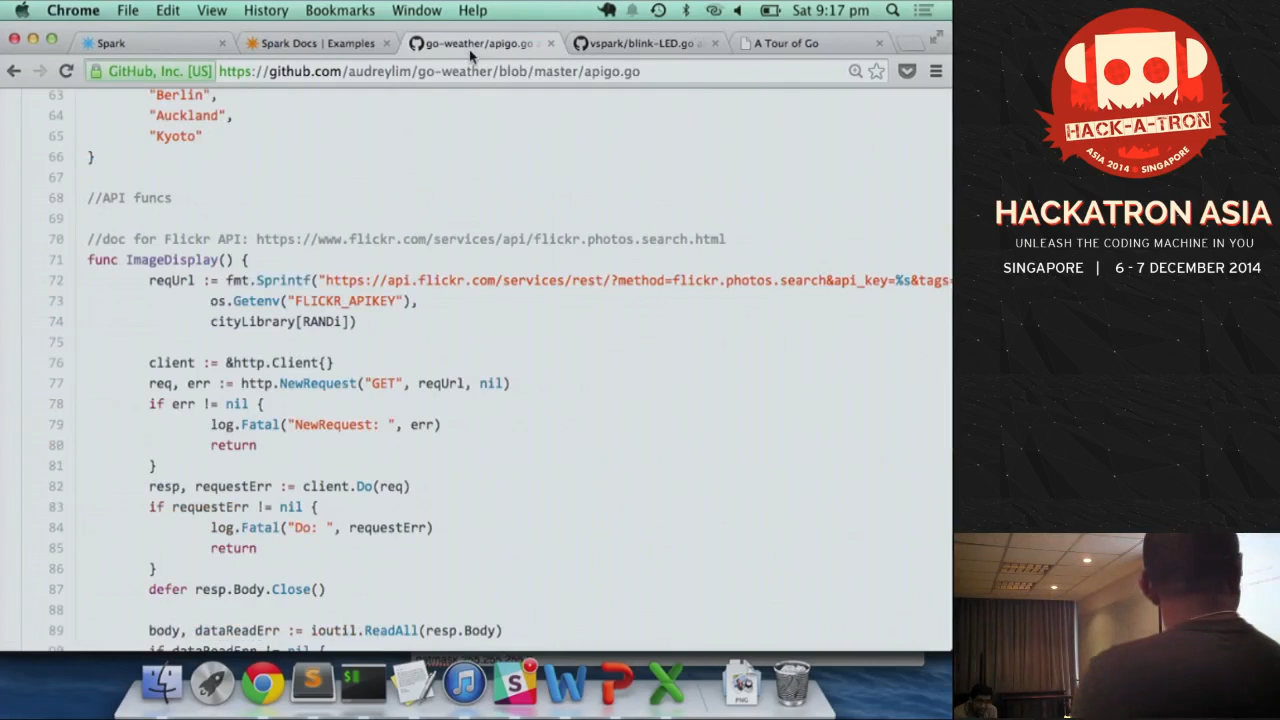 Chrome File Edit View History Bookmarks Window Help Sat 9:17 pm
Spark Spark Docs | Examples go-weather/apigo.go vspark/blink-LED.go a A Tour of Go
GitHub, Inc. [US] https://github.com/audreylim/go-weather/blob/master/apigo.go
63 "Berlin",
64 "Auckland",
65 "Kyoto"
66 }
67
68 //API funcs
69
70 //doc for Flickr API: https://www.flickr.com/services/api/flickr.photos.search.html
71 func ImageDisplay() {
72 reqUrl := fmt.Sprintf("https://api.flickr.com/services/rest/?method=flickr.photos.search&api_key=%s&tags=
73 os.Getenv("FLICKR_APIKEY"),
74 cityLibrary[RANDi])
75
76 client := &http.Client{}
77 req, err := http.NewRequest("GET", reqUrl, nil)
78 if err != nil {
79 log.Fatal("NewRequest: ", err)
80 return
81 }
82 resp, requestErr := client.Do(req)
83 if requestErr != nil {
84 log.Fatal("Do: ", requestErr)
85 return
86 }
87 defer resp.Body.Close()
88
89 body, dataReadErr := ioutil.ReadAll(resp.Body)
if dataReadErr != nil {
PNG
HACK-A-TRON
ASIA 2014 SINGAPORE
HACKATRON ASIA
UNLEASH THE CODING MACHINE IN YOU
SINGAPORE | 6 - 7 DECEMBER 2014